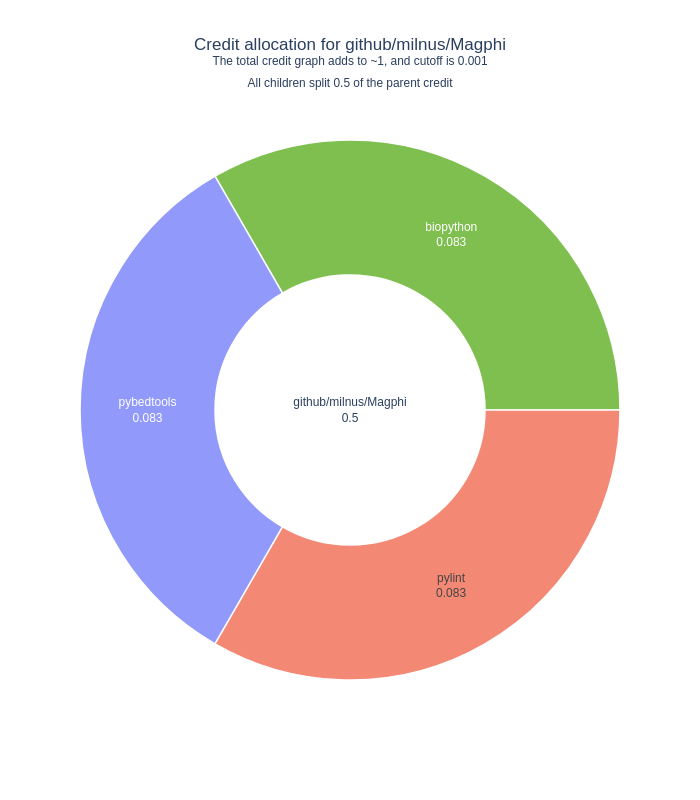 Credit allocation for github/milnus/Magphi
The total credit graph adds to ~1, and cutoff is 0.001
All children split 0.5 of the parent credit
biopython
0.083
pybedtools
0.083
github/milnus/Magphi
0.5
pylint
0.083